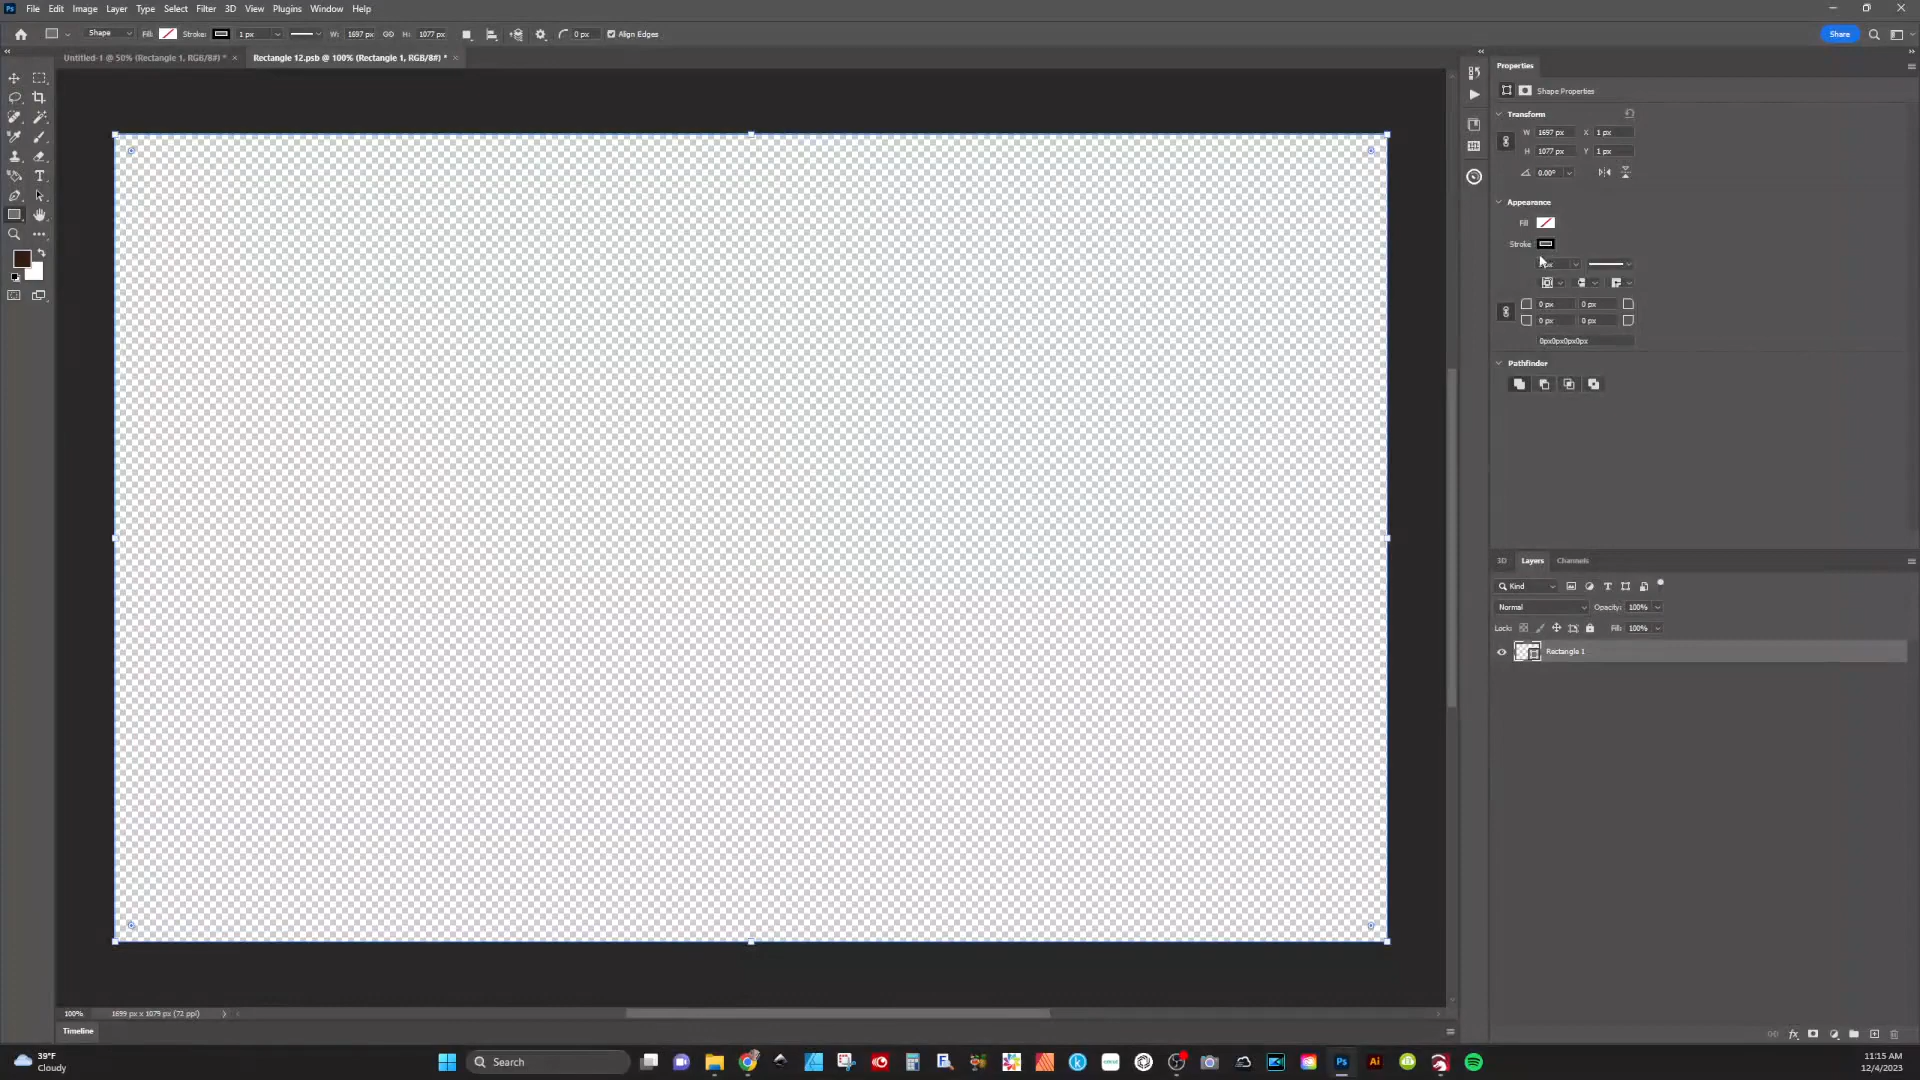 Ps File Edit Image Layer Type Select Filter 3D View Plugins Window Help
Shape Fill: Stroke: 1 px W: 1697 px H: 1077 px 0 px Align Edges Share
Untitled-1 @ 50% (Rectangle 1, RGB/8#) * × Rectangle 12.psb @ 100% (Rectangle 1, RGB/8#) * ×
Properties
Shape Properties
Transform
W 1697 px X 1 px
H 1077 px Y 1 px
0.00°
Appearance
Fill
Stroke
0 px 0 px
0 px 0 px
0px0px0px0px
Pathfinder
3D Layers Channels
Kind
Normal Opacity: 100%
Lock: Fill: 100%
Rectangle 1
100% 1699 px x 1079 px (72 ppi)
Timeline
39°F
Cloudy
Search
Ps Ai
11:15 AM
12/4/2023